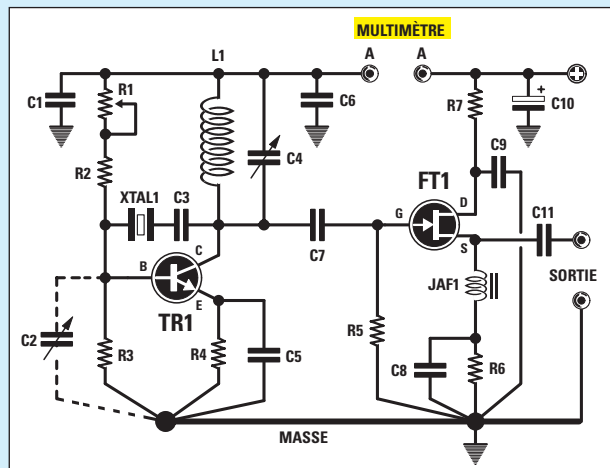 MULTIMÈTRE
L1 A A
C1 R1 C6 R7 + C10
R2 C4 C9
XTAL1 C3 FT1 D C11
G
C
C7 S
B JAF1 SORTIE
E
TR1
C2 R3 R4 C5 R5 C8 R6
MASSE